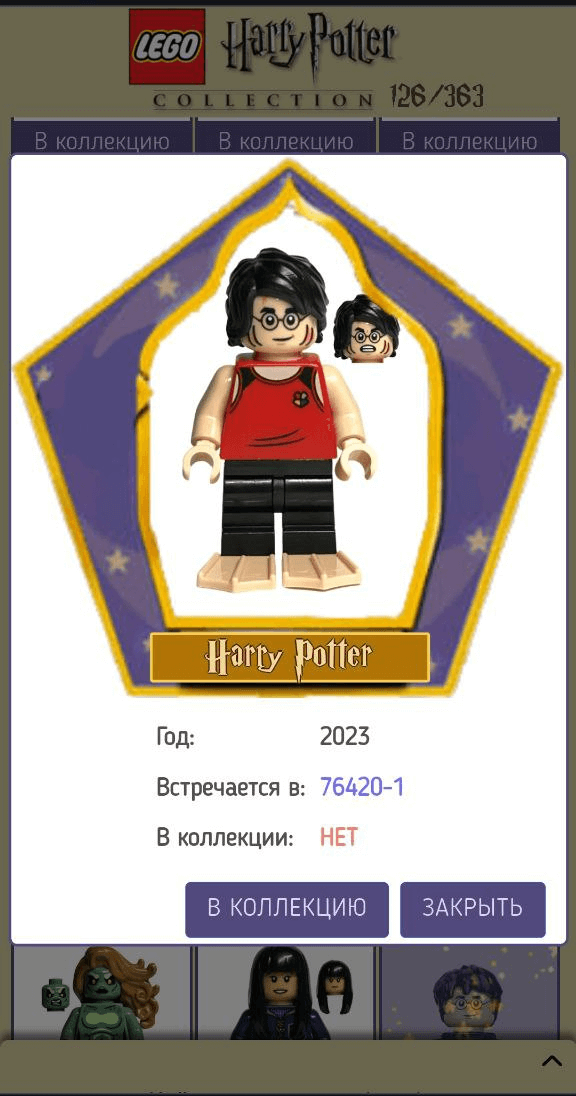 LEGO Harry Potter
COLLECTION 126/363
В коллекцию В коллекцию В коллекцию
Harry Potter
Год: 2023
Встречается в: 76420-1
В коллекции: НЕТ
В КОЛЛЕКЦИЮ ЗАКРЫТЬ